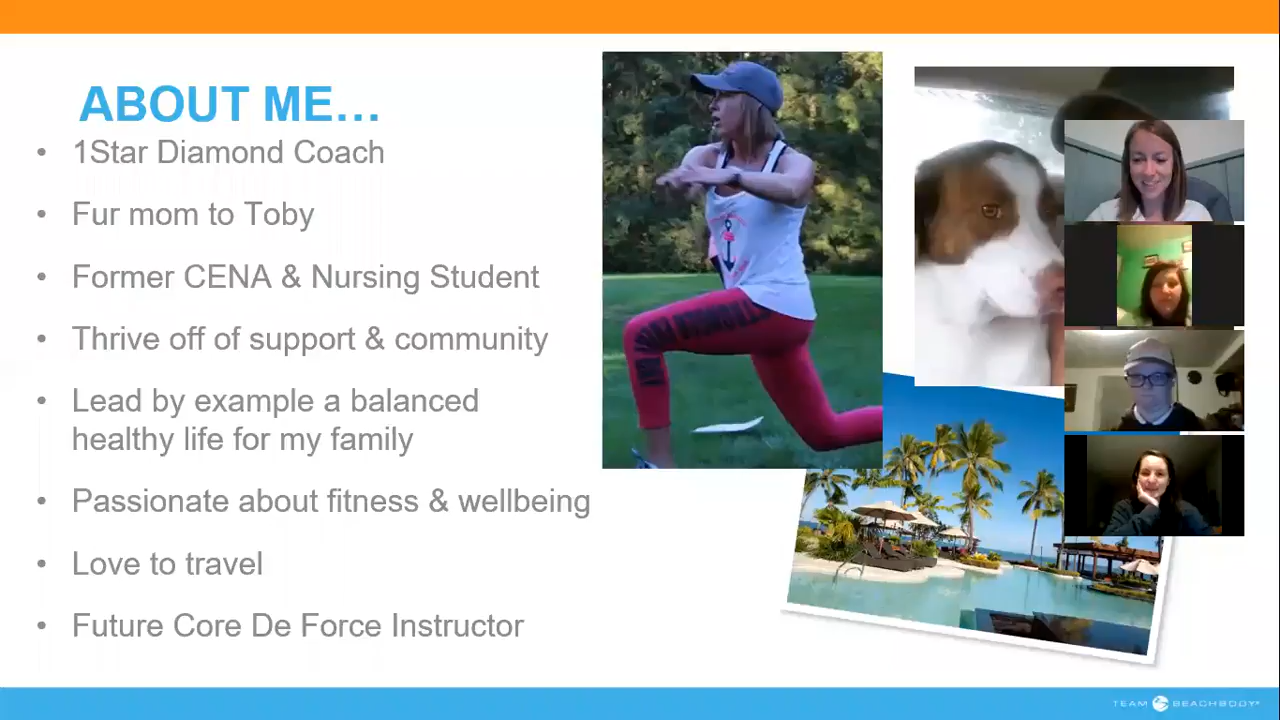 ABOUT ME...
• 1Star Diamond Coach
• Fur mom to Toby
• Former CENA & Nursing Student
• Thrive off of support & community
• Lead by example a balanced
healthy life for my family
• Passionate about fitness & wellbeing
• Love to travel
• Future Core De Force Instructor
TEAM BEACHBODY